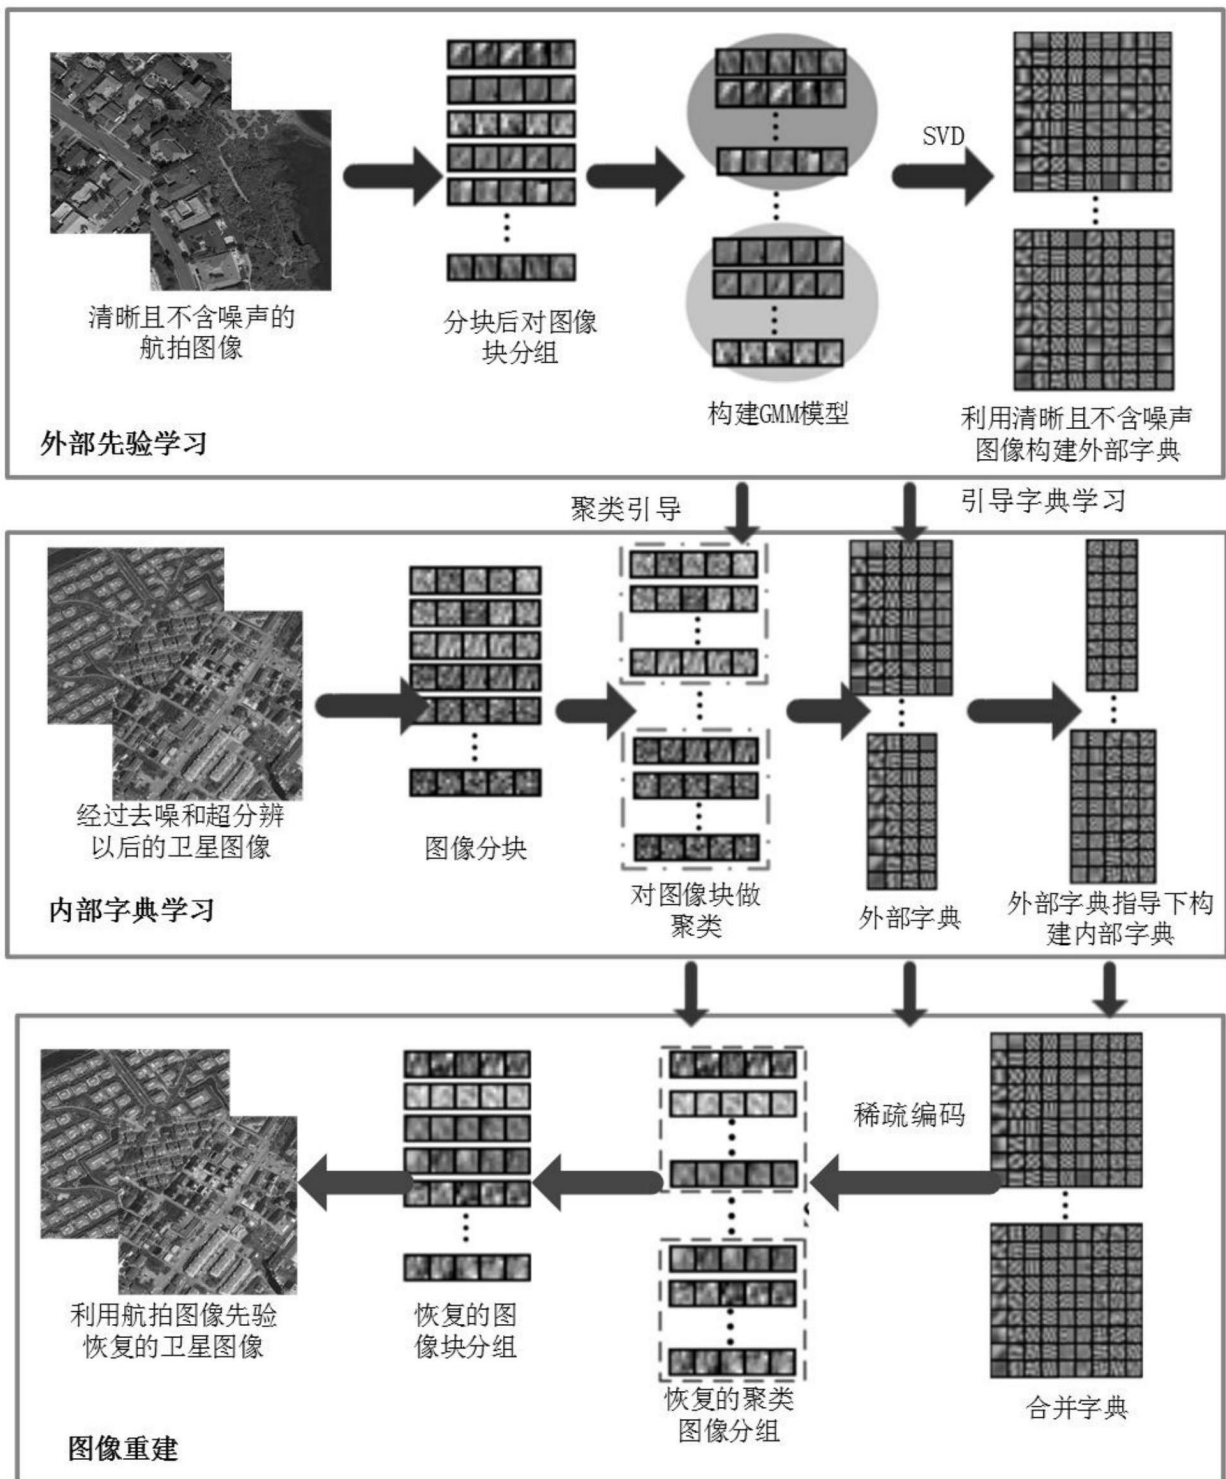 SVD
清晰且不含噪声的
航拍图像
分块后对图像
块分组
构建GMM模型
利用清晰且不含噪声
图像构建外部字典
外部先验学习
聚类引导
引导字典学习
经过去噪和超分辨
以后的卫星图像
图像分块
对图像块做
聚类
外部字典
外部字典指导下构
建内部字典
内部字典学习
稀疏编码
利用航拍图像先验
恢复的卫星图像
恢复的图
像块分组
恢复的聚类
图像分组
合并字典
图像重建